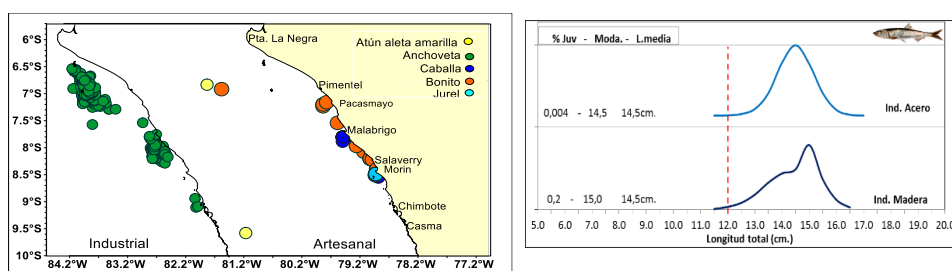 6°S
6.5°S
7°S
7.5°S
8°S
8.5°S
9°S
9.5°S
10°S
84.2°W 83.2°W 82.2°W 81.2°W 80.2°W 79.2°W 78.2°W 77.2°W
Pta. La Negra
Pimentel
Pacasmayo
Malabrigo
Salaverry
Morin
Chimbote
Casma
Atún aleta amarilla
Anchoveta
Caballa
Bonito
Jurel
Industrial
Artesanal
% Juv - Moda. - L.media
0,004 - 14,5 14,5cm.
Ind. Acero
0,2 - 15,0 14,5cm.
Ind. Madera
5.0 6.0 7.0 8.0 9.0 10.0 11.0 12.0 13.0 14.0 15.0 16.0 17.0 18.0 19.0 20.0
Longitud total (cm.)